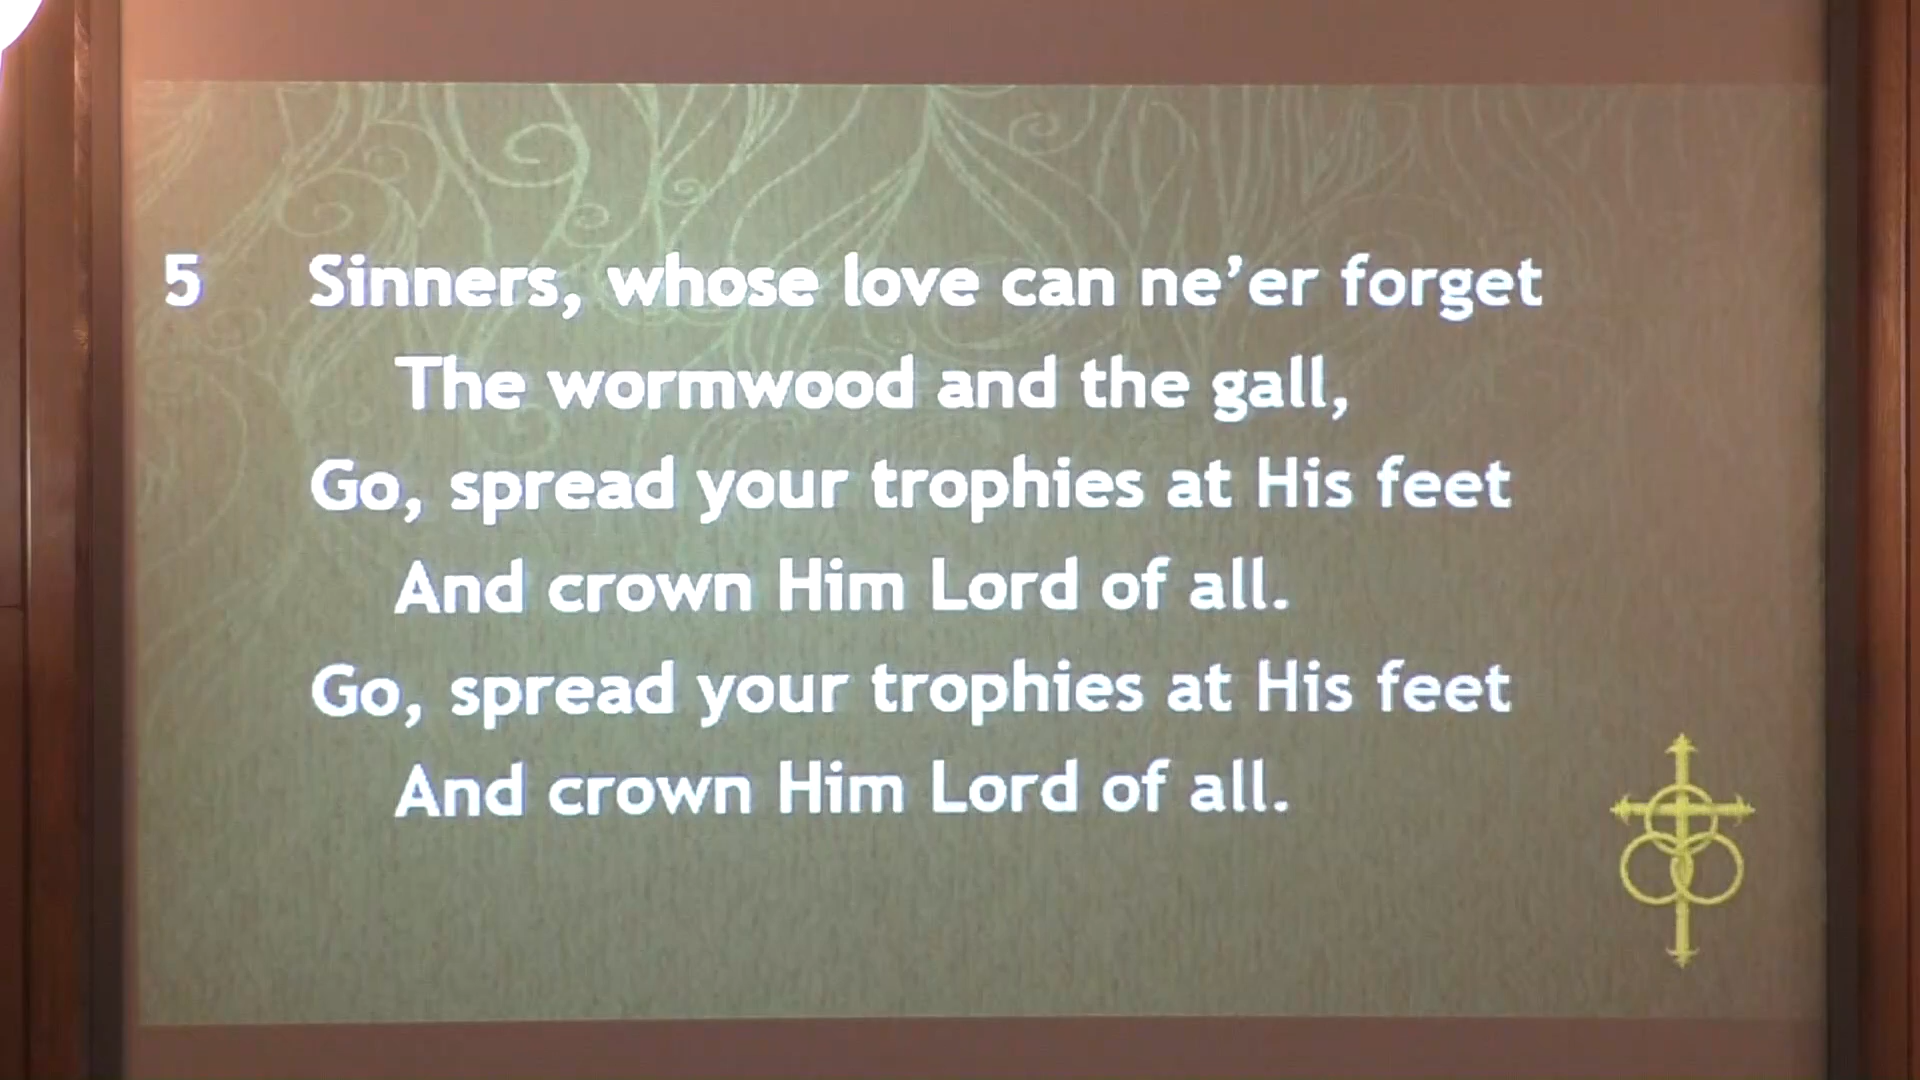 5 Sinners, whose love can ne’er forget
The wormwood and the gall,
Go, spread your trophies at His feet
And crown Him Lord of all.
Go, spread your trophies at His feet
And crown Him Lord of all.